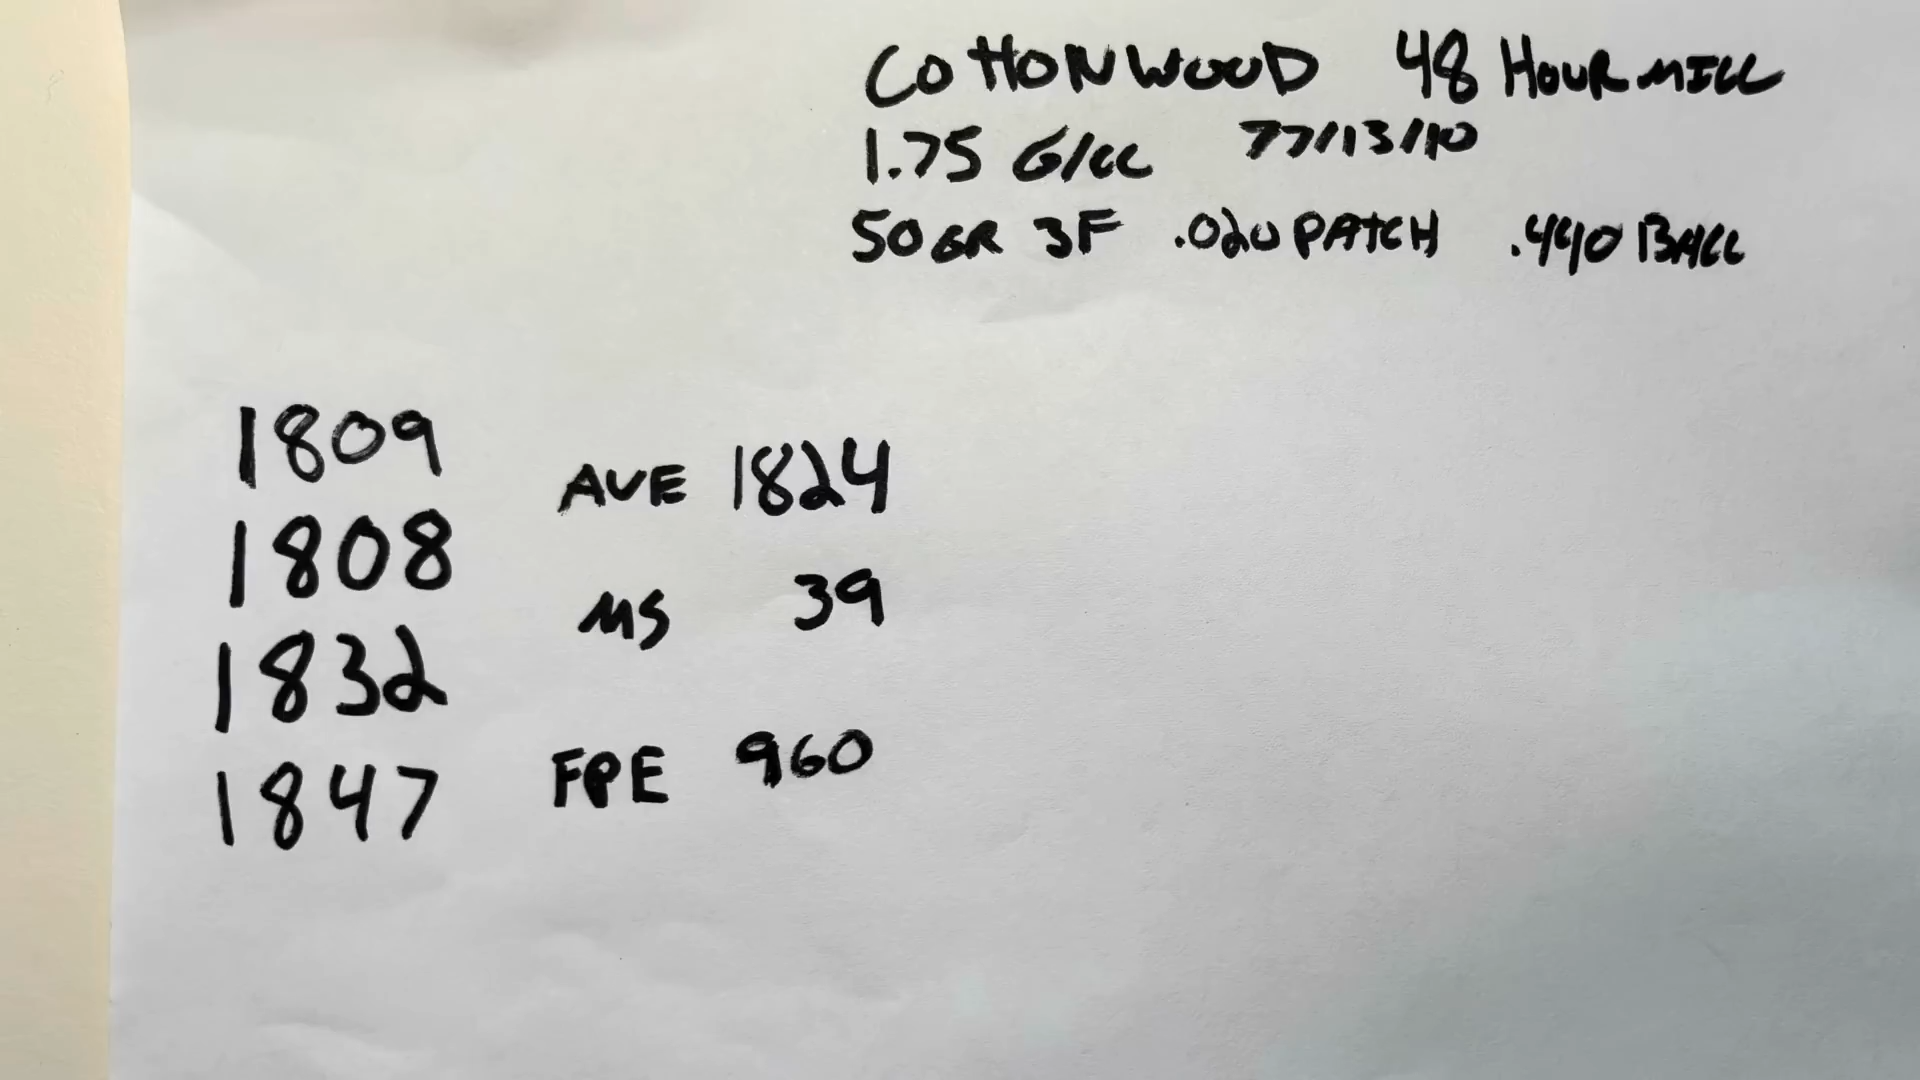 COTTONWOOD 48 HOUR MILL
1.75 G/CC 77/13/10
50 GR 3F .020 PATCH .440 BALL
1809
1808
1832
1847
AVE 1824
MS 39
FPE 960